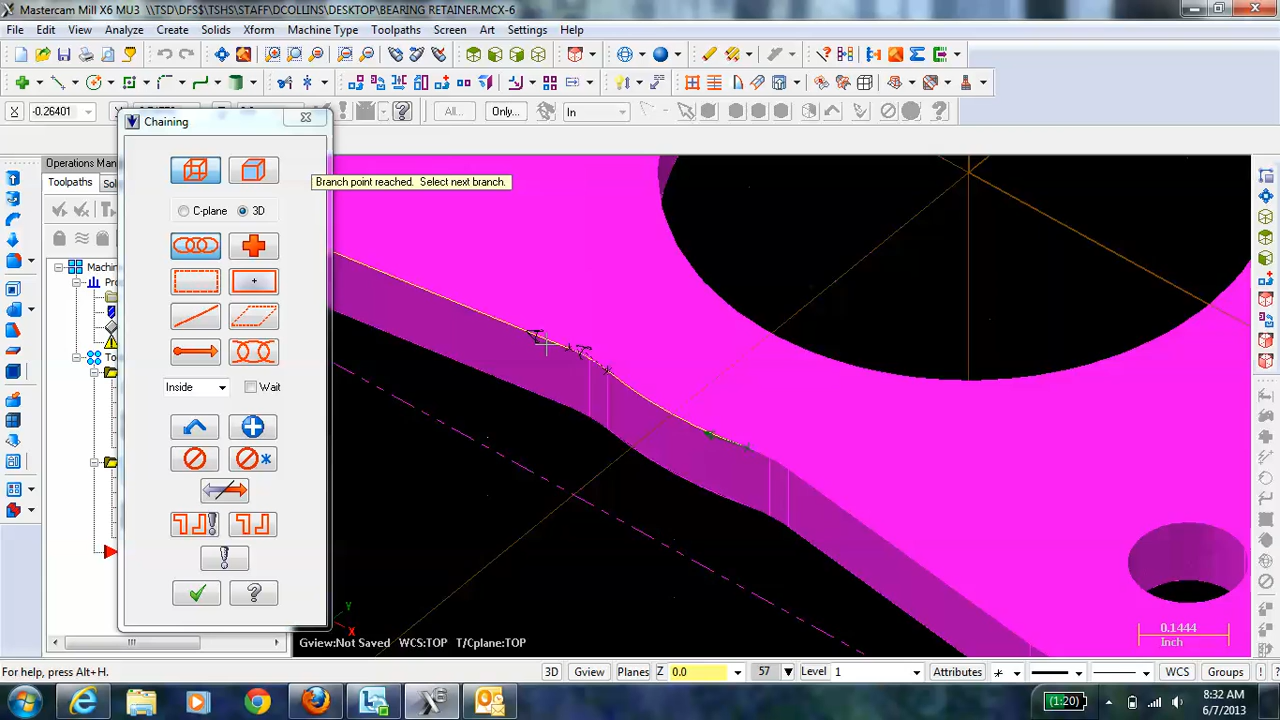 Mastercam Mill X6 MU3 \\TSD\DFS$\TSHS\STAFF\DCOLLINS\DESKTOP\BEARING RETAINER.MCX-6
File Edit View Analyze Create Solids Xform Machine Type Toolpaths Screen Art Settings Help
X -0.26401 All... Only... In
Chaining
Operations Man
Toolpaths Sol
Branch point reached. Select next branch.
C-plane 3D
Machin
Pro
To
Inside Wait
Y
X
Gview:Not Saved WCS:TOP T/Cplane:TOP
0.1444
Inch
For help, press Alt+H.
3D Gview Planes Z 0.0 57 Level 1 Attributes WCS Groups
(1:20)
8:32 AM
6/7/2013